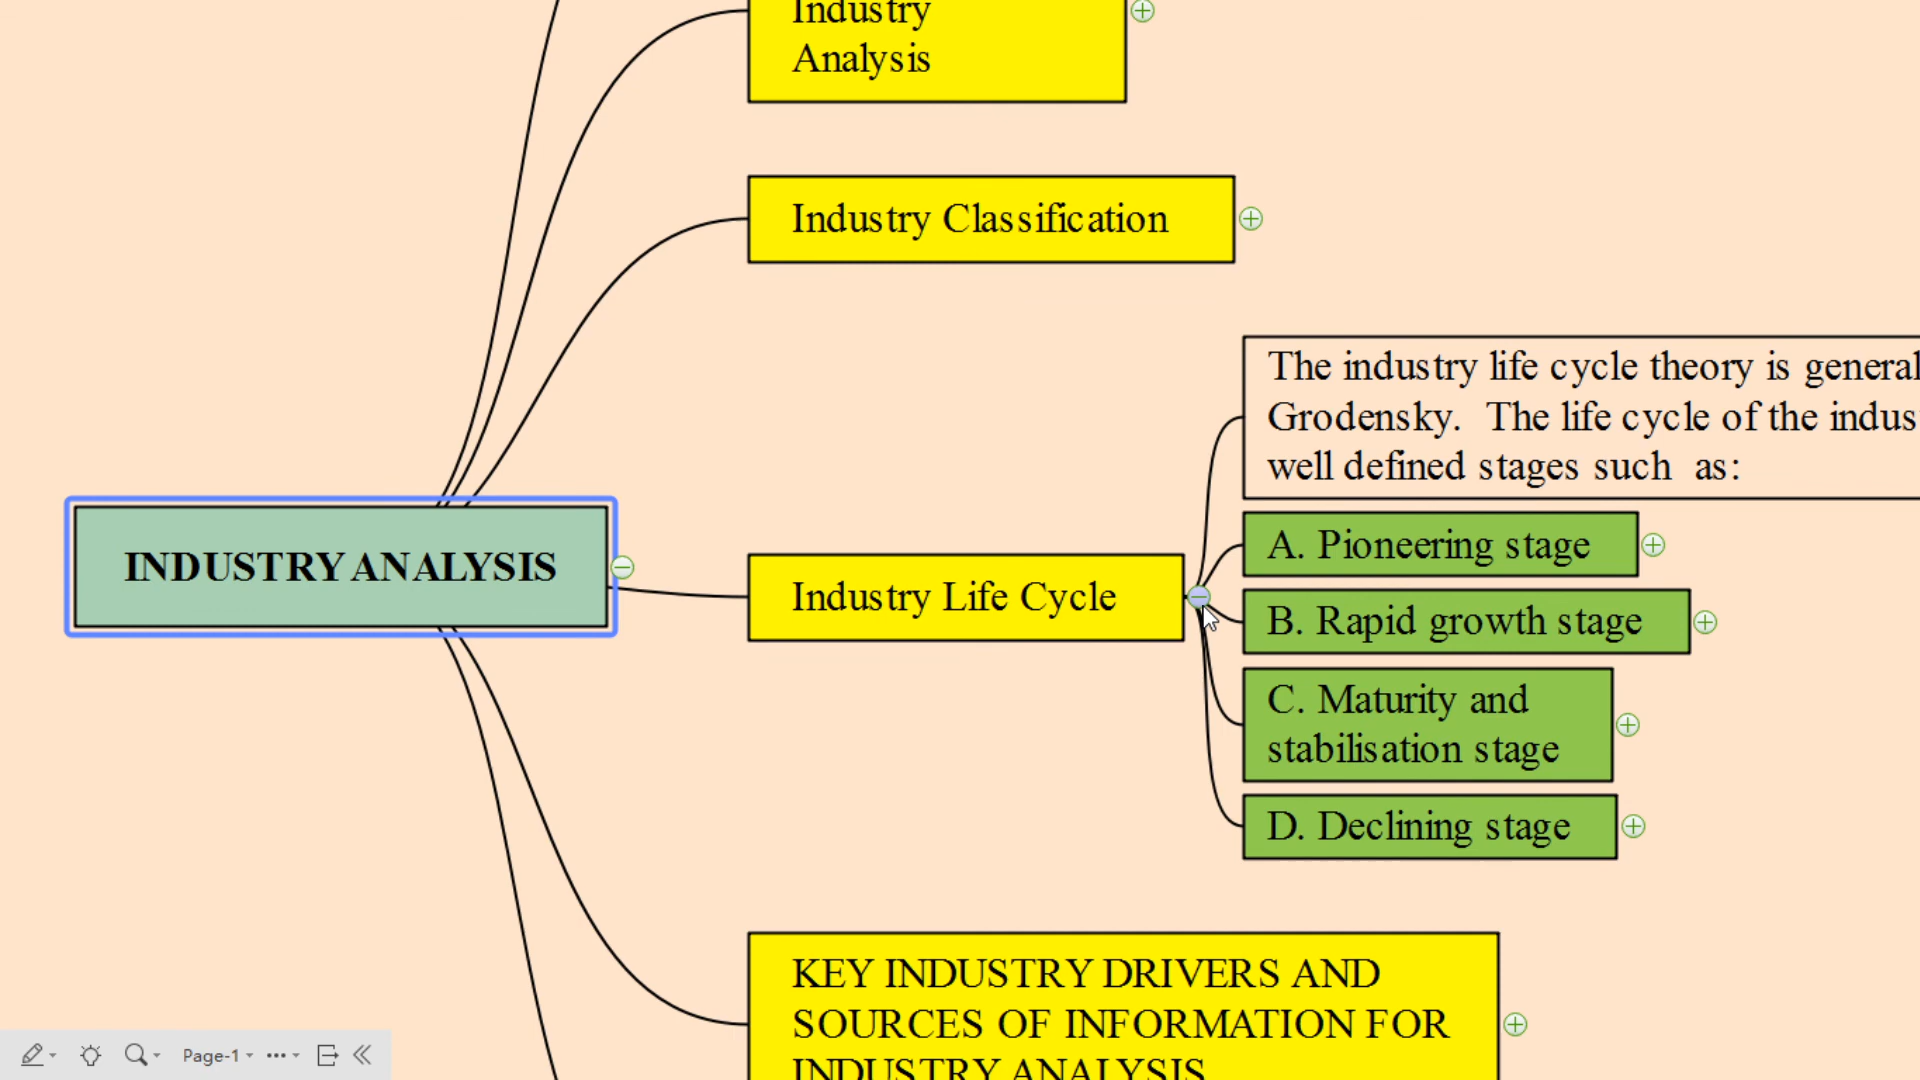 Industry
Analysis
Industry Classification
The industry life cycle theory is general
Grodensky.  The life cycle of the indus
well defined stages such  as:
A. Pioneering stage
INDUSTRY ANALYSIS
Industry Life Cycle
B. Rapid growth stage
C. Maturity and
stabilisation stage
D. Declining stage
KEY INDUSTRY DRIVERS AND
SOURCES OF INFORMATION FOR
INDUSTRY ANALYSIS
Page-1